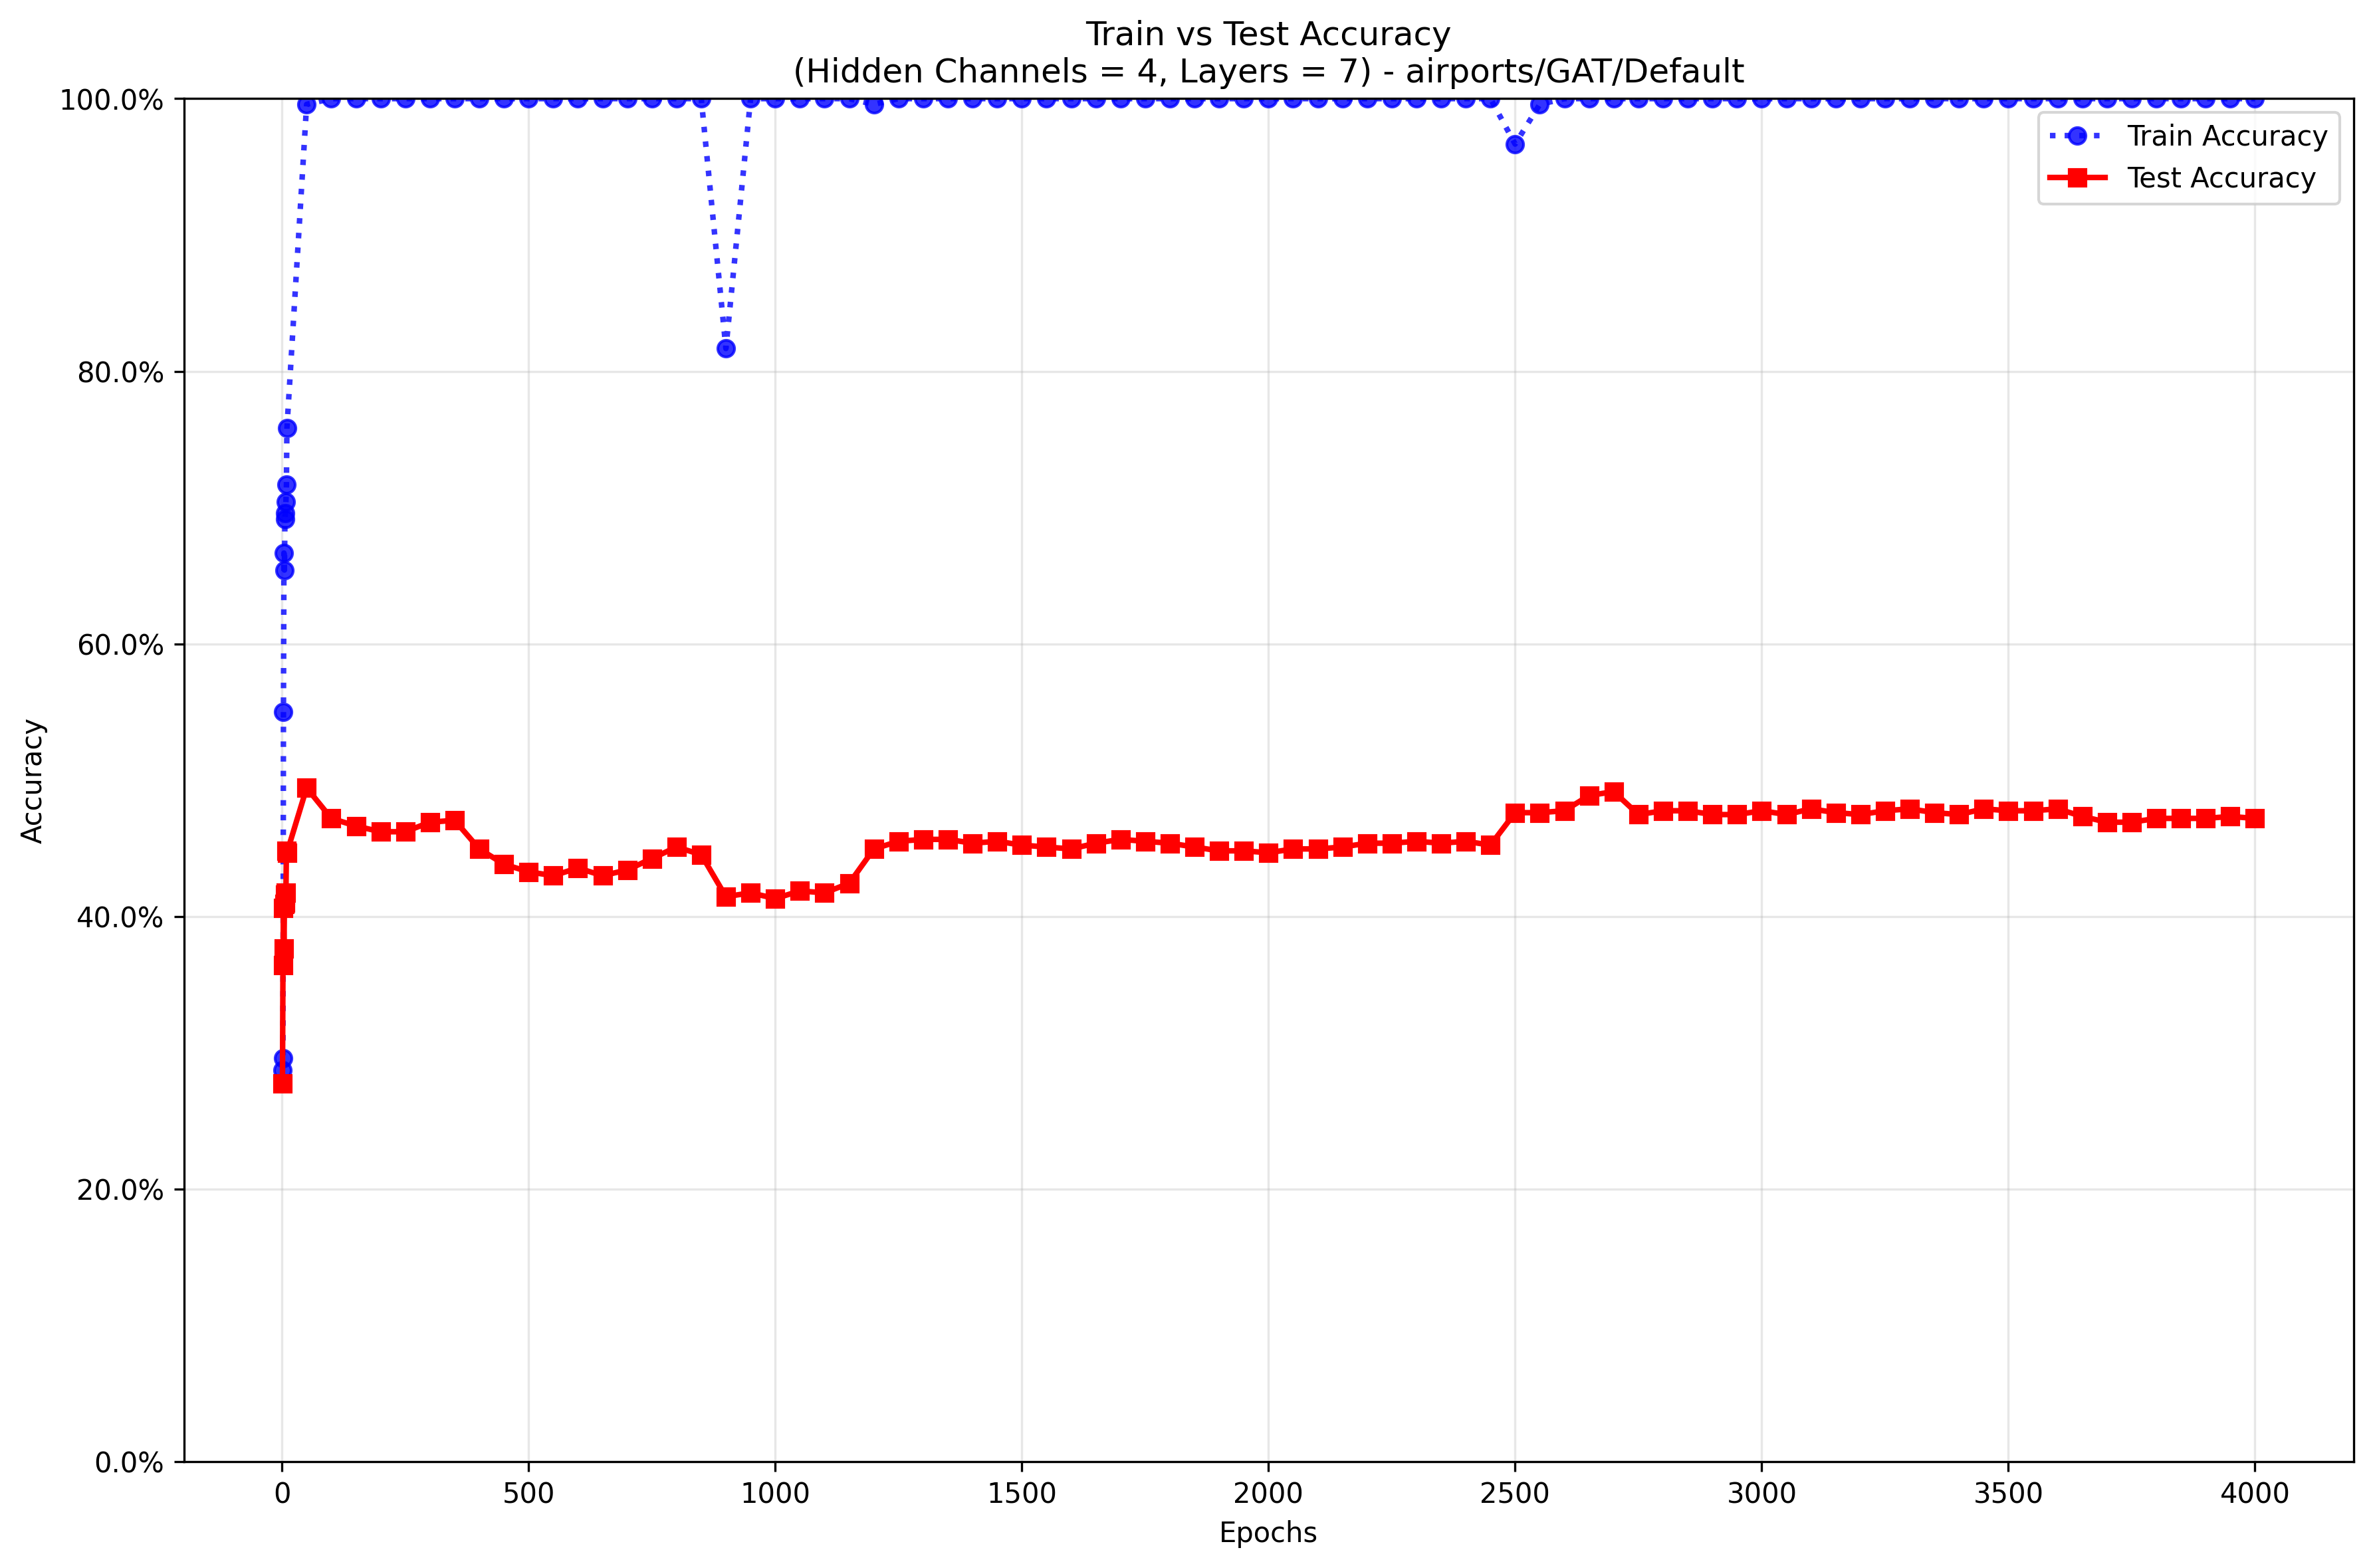 Train vs Test Accuracy
(Hidden Channels = 4, Layers = 7) - airports/GAT/Default
100.0%
80.0%
60.0%
40.0%
20.0%
0.0%
Accuracy
Train Accuracy
Test Accuracy
0 500 1000 1500 2000 2500 3000 3500 4000
Epochs